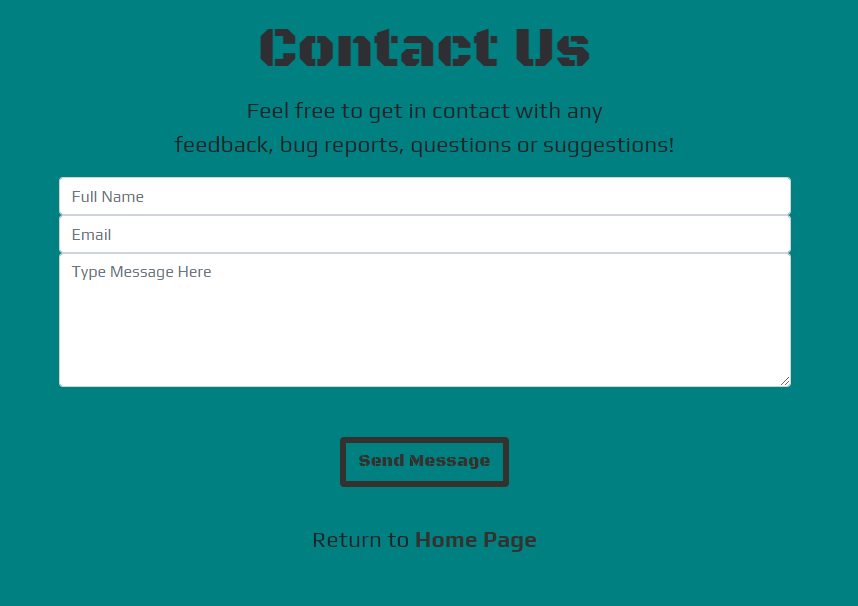 Contact Us
Feel free to get in contact with any
feedback, bug reports, questions or suggestions!
Full Name
Email
Type Message Here
Send Message
Return to Home Page